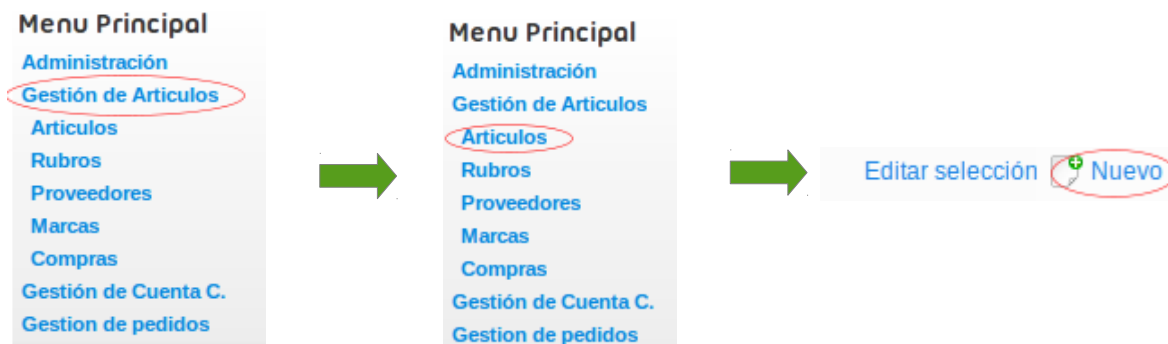 Menu Principal
Administración
Gestión de Articulos
Articulos
Rubros
Proveedores
Marcas
Compras
Gestión de Cuenta C.
Gestion de pedidos
Menu Principal
Administración
Gestión de Articulos
Articulos
Rubros
Proveedores
Marcas
Compras
Gestión de Cuenta C.
Gestion de pedidos
Editar selección Nuevo